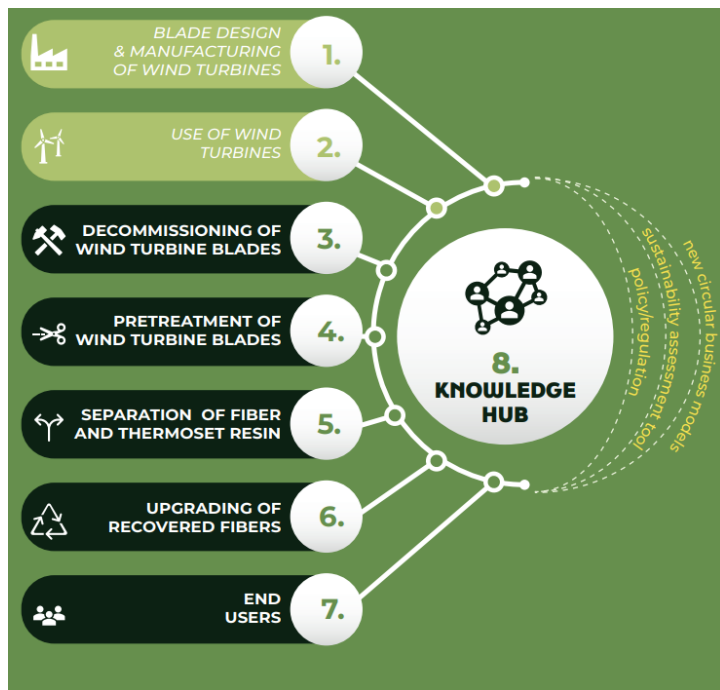 BLADE DESIGN
& MANUFACTURING
OF WIND TURBINES
1.
USE OF WIND
TURBINES
2.
DECOMMISSIONING OF
WIND TURBINE BLADES
3.
PRETREATMENT OF
WIND TURBINE BLADES
4.
SEPARATION OF FIBER
AND THERMOSET RESIN
5.
UPGRADING OF
RECOVERED FIBERS
6.
END
USERS
7.
8.
KNOWLEDGE
HUB
policy/regulation
sustainability assessment tool
new circular business models